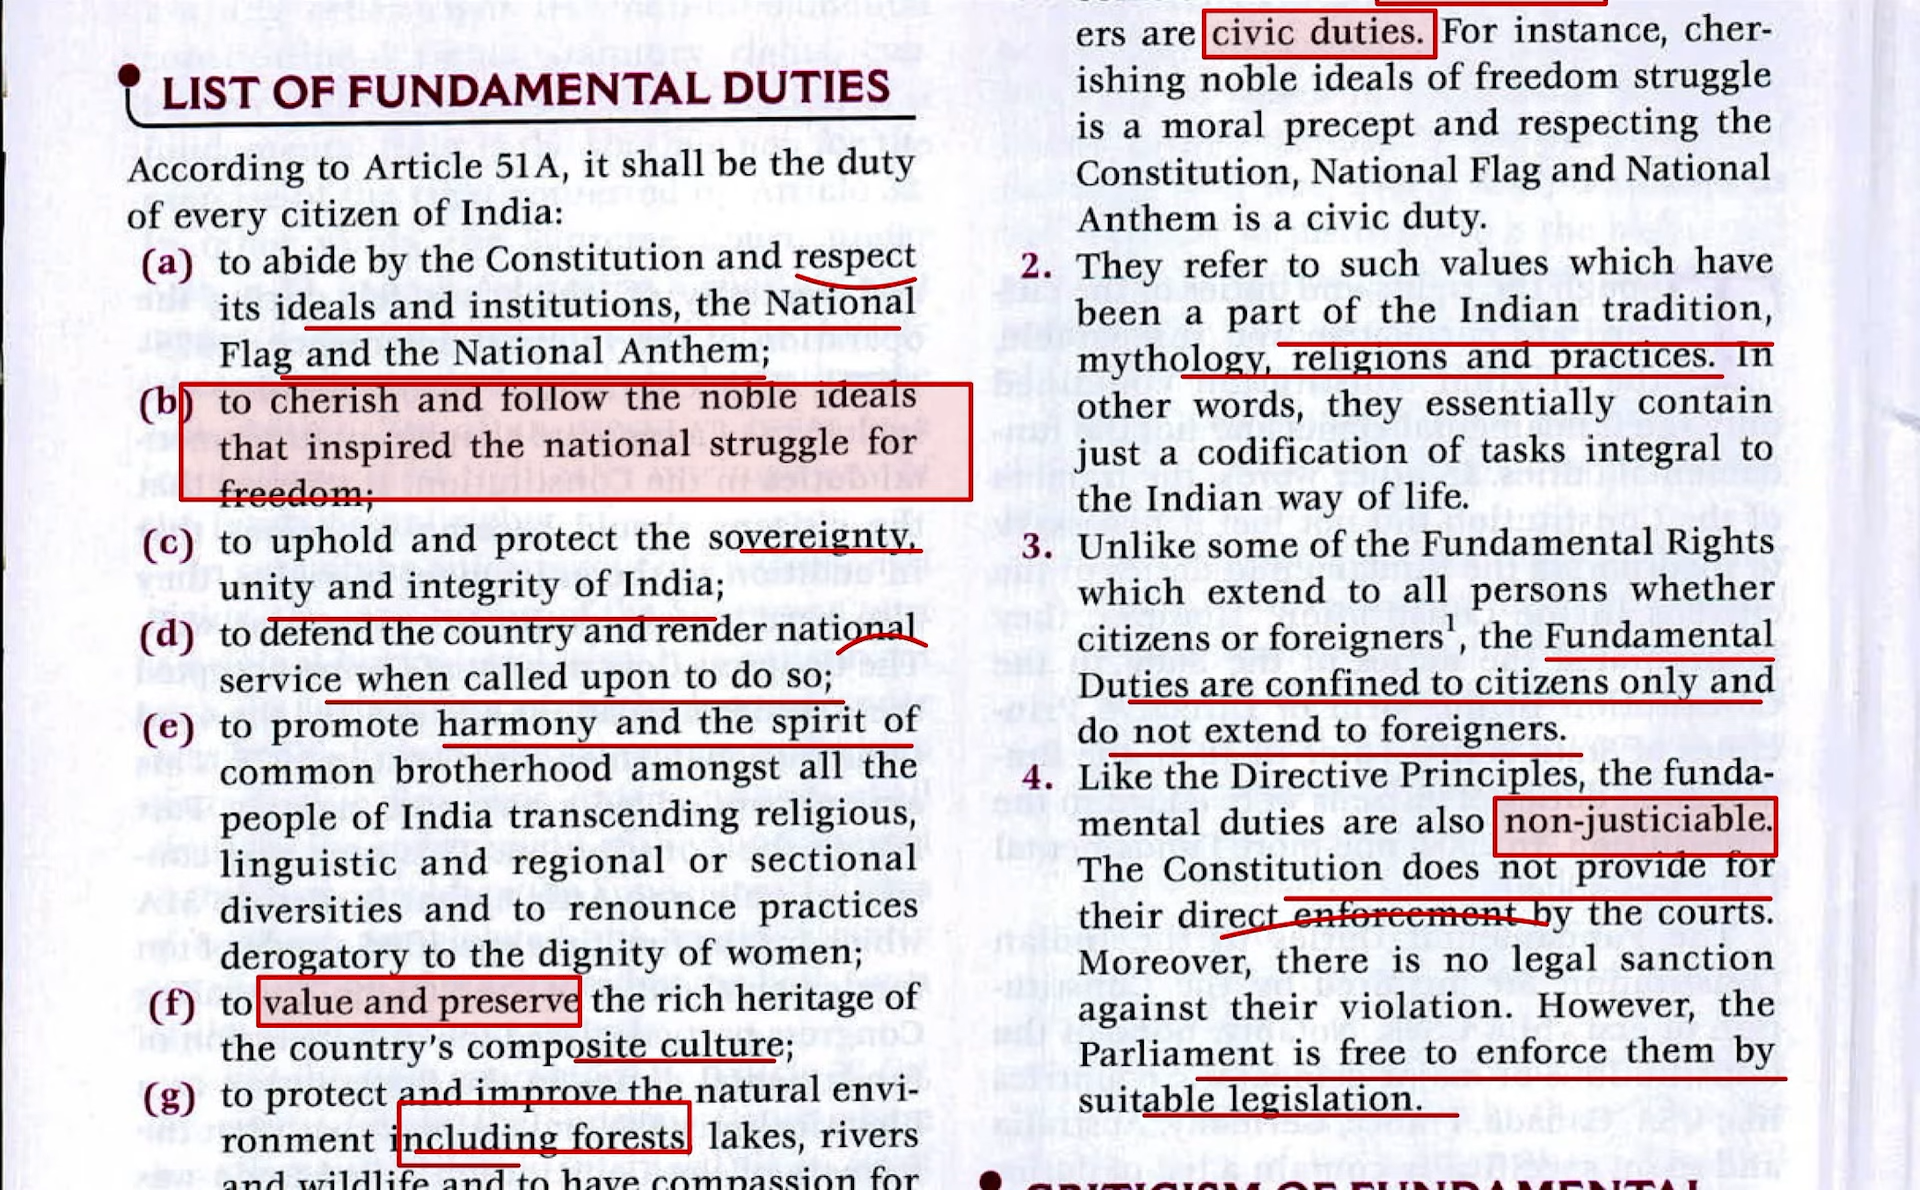 LIST OF FUNDAMENTAL DUTIES
According to Article 51A, it shall be the duty
of every citizen of India:
(a) to abide by the Constitution and respect
its ideals and institutions, the National
Flag and the National Anthem;
(b) to cherish and follow the noble ideals
that inspired the national struggle for
freedom;
(c) to uphold and protect the sovereignty,
unity and integrity of India;
(d) to defend the country and render national
service when called upon to do so;
(e) to promote harmony and the spirit of
common brotherhood amongst all the
people of India transcending religious,
linguistic and regional or sectional
diversities and to renounce practices
derogatory to the dignity of women;
(f) to value and preserve the rich heritage of
the country's composite culture;
(g) to protect and improve the natural envi-
ronment including forests, lakes, rivers
and wildlife and to have compassion for
ers are civic duties. For instance, cher-
ishing noble ideals of freedom struggle
is a moral precept and respecting the
Constitution, National Flag and National
Anthem is a civic duty.
2. They refer to such values which have
been a part of the Indian tradition,
mythology, religions and practices. In
other words, they essentially contain
just a codification of tasks integral to
the Indian way of life.
3. Unlike some of the Fundamental Rights
which extend to all persons whether
citizens or foreigners¹, the Fundamental
Duties are confined to citizens only and
do not extend to foreigners.
4. Like the Directive Principles, the funda-
mental duties are also non-justiciable.
The Constitution does not provide for
their direct enforcement by the courts.
Moreover, there is no legal sanction
against their violation. However, the
Parliament is free to enforce them by
suitable legislation.
CRITICISM OF FUNDAMENTAL